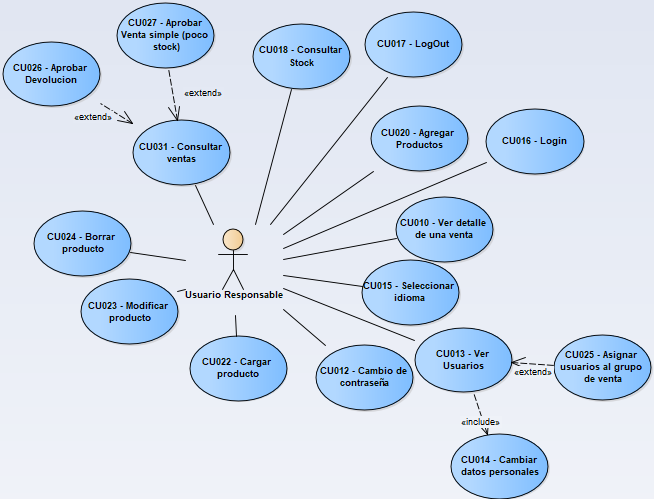 CU027 - Aprobar
Venta simple (poco
stock)
CU018 - Consultar
Stock
CU017 - LogOut
CU026 - Aprobar
Devolucion
«extend»
«extend»
CU031 - Consultar
ventas
CU020 - Agregar
Productos
CU016 - Login
CU024 - Borrar
producto
CU010 - Ver detalle
de una venta
Usuario Responsable
CU015 - Seleccionar
idioma
CU023 - Modificar
producto
CU022 - Cargar
producto
CU012 - Cambio de
contraseña
CU013 - Ver
Usuarios
«extend»
CU025 - Asignar
usuarios al grupo
de venta
«include»
CU014 - Cambiar
datos personales